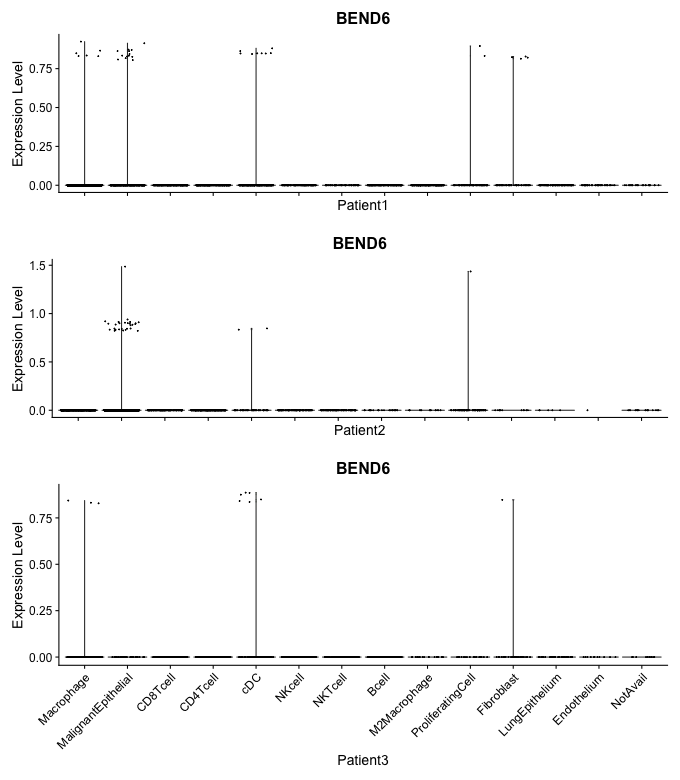 BEND6
Expression Level
0.75
0.50
0.25
0.00
Patient1
BEND6
Expression Level
1.5
1.0
0.5
0.0
Patient2
BEND6
Expression Level
0.75
0.50
0.25
0.00
Macrophage
MalignantEpithelial
CD8Tcell
CD4Tcell
cDC
NKcell
NKTcell
Bcell
M2Macrophage
ProliferatingCell
Fibroblast
LungEpithelium
Endothelium
NotAvail
Patient3